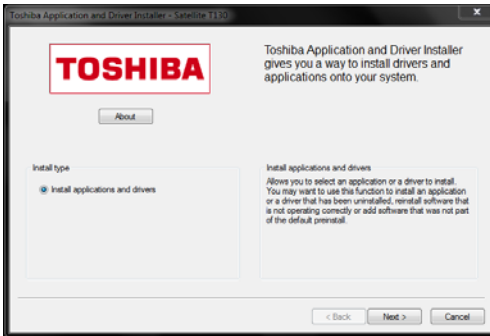 Toshiba Application and Driver Installer - Satellite T130
TOSHIBA
Toshiba Application and Driver Installer
gives you a way to install drivers and
applications onto your system.
About
Install type
Install applications and drivers
Install applications and drivers
Allows you to select an application or a driver to install.
You may want to use this function to install an application
or a driver that has been uninstalled, reinstall software that
is not operating correctly or add software that was not part
of the default preinstall.
< Back
Next >
Cancel